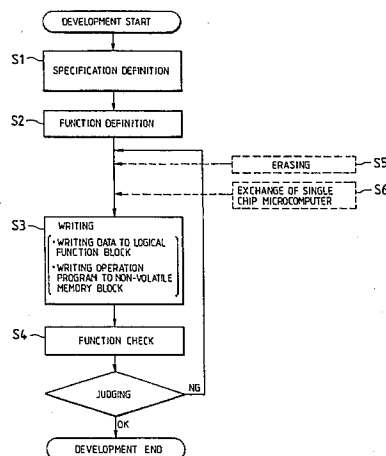 DEVELOPMENT START
S1
SPECIFICATION DEFINITION
S2
FUNCTION DEFINITION
ERASING
S5
EXCHANGE OF SINGLE
CHIP MICROCOMPUTER
S6
S3
WRITING
・WRITING DATA TO LOGICAL
FUNCTION BLOCK
・WRITING OPERATION
PROGRAM TO NON-VOLATILE
MEMORY BLOCK
S4
FUNCTION CHECK
JUDGING
NG
OK
DEVELOPMENT END